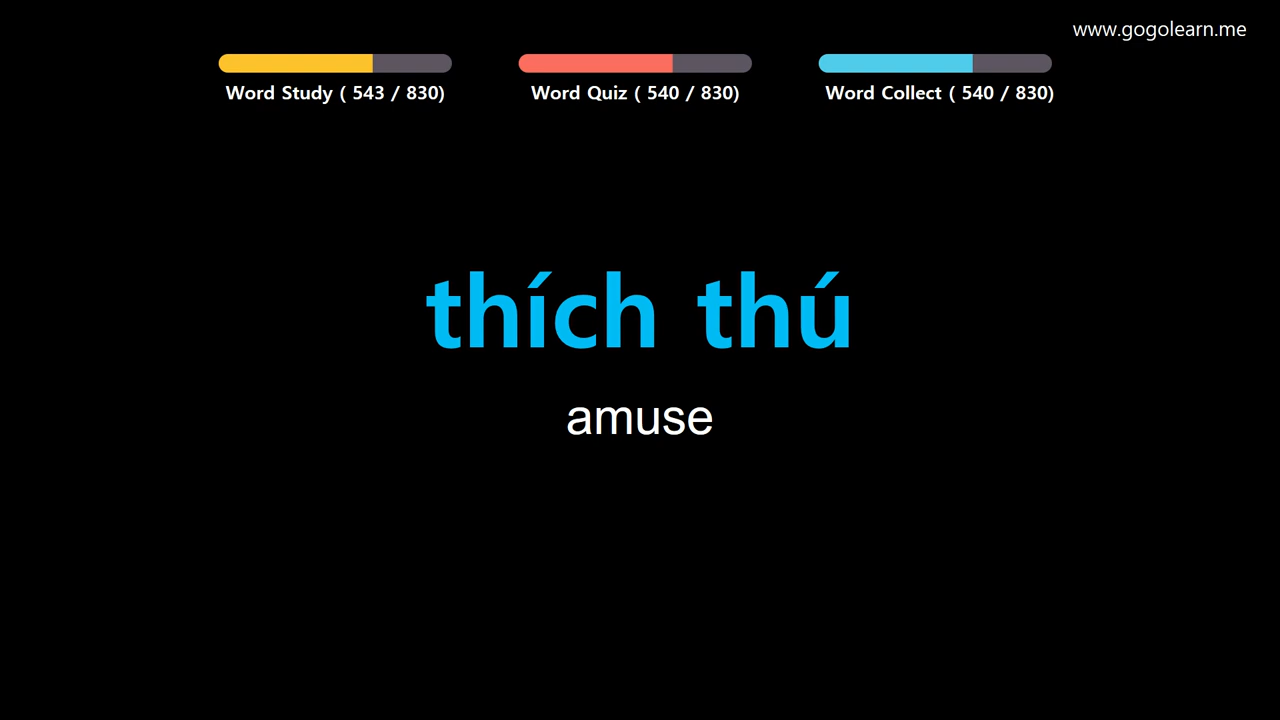 www.gogolearn.me
Word Study ( 543 / 830)
Word Quiz ( 540 / 830)
Word Collect ( 540 / 830)
thích thú
amuse